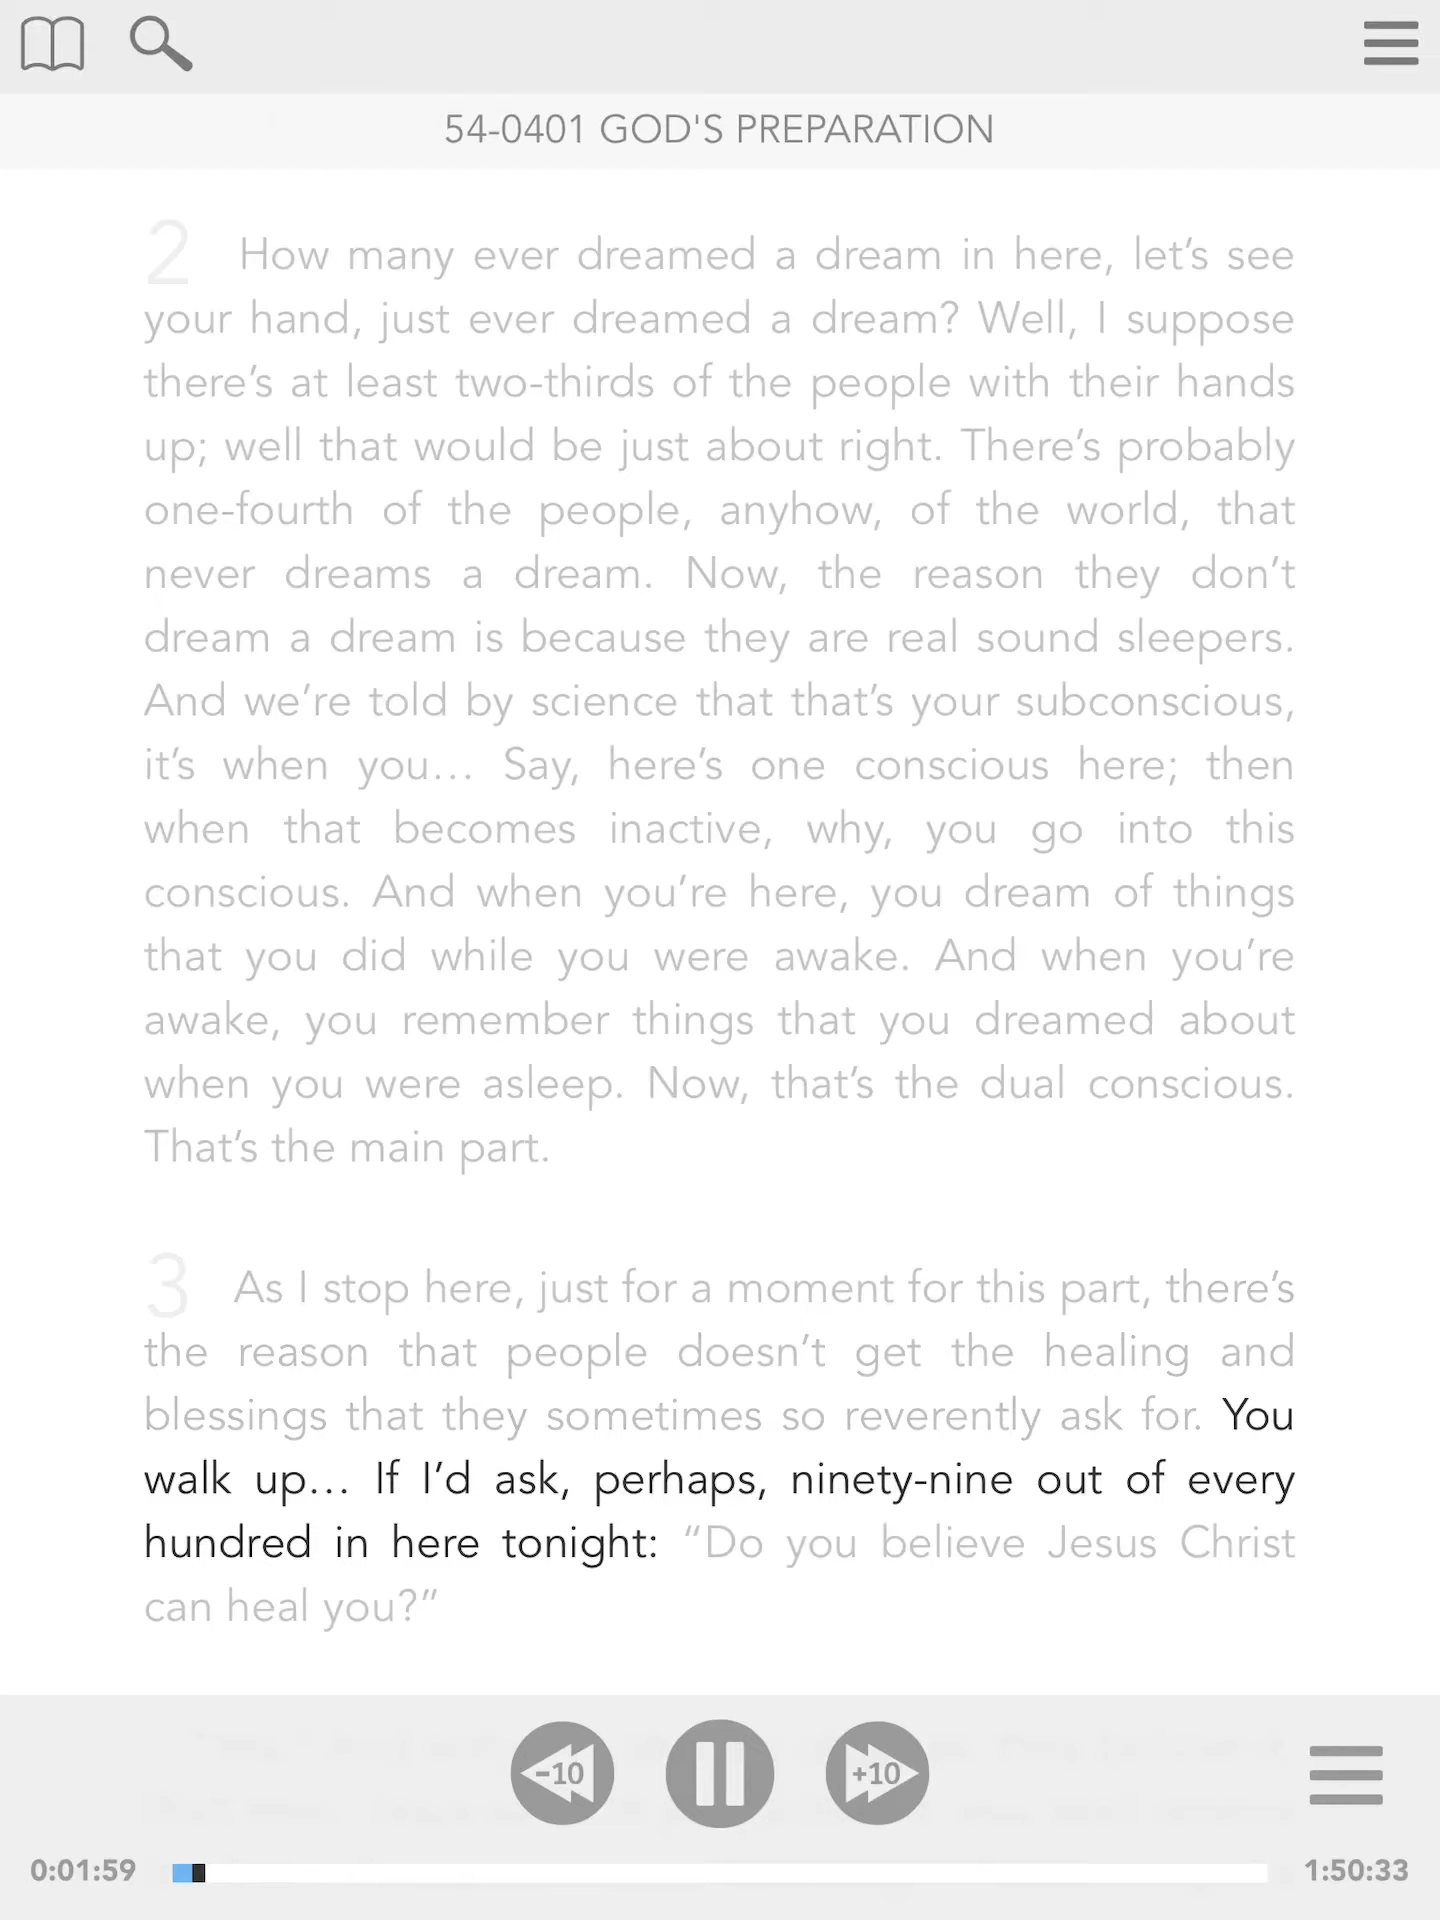 54-0401 GOD'S PREPARATION
2 How many ever dreamed a dream in here, let’s see
your hand, just ever dreamed a dream? Well, I suppose
there’s at least two-thirds of the people with their hands
up; well that would be just about right. There’s probably
one-fourth of the people, anyhow, of the world, that
never dreams a dream. Now, the reason they don’t
dream a dream is because they are real sound sleepers.
And we’re told by science that that’s your subconscious,
it’s when you… Say, here’s one conscious here; then
when that becomes inactive, why, you go into this
conscious. And when you’re here, you dream of things
that you did while you were awake. And when you’re
awake, you remember things that you dreamed about
when you were asleep. Now, that’s the dual conscious.
That’s the main part.
3 As I stop here, just for a moment for this part, there’s
the reason that people doesn’t get the healing and
blessings that they sometimes so reverently ask for. You
walk up… If I’d ask, perhaps, ninety-nine out of every
hundred in here tonight: “Do you believe Jesus Christ
can heal you?”
-10 +10
0:01:59 1:50:33